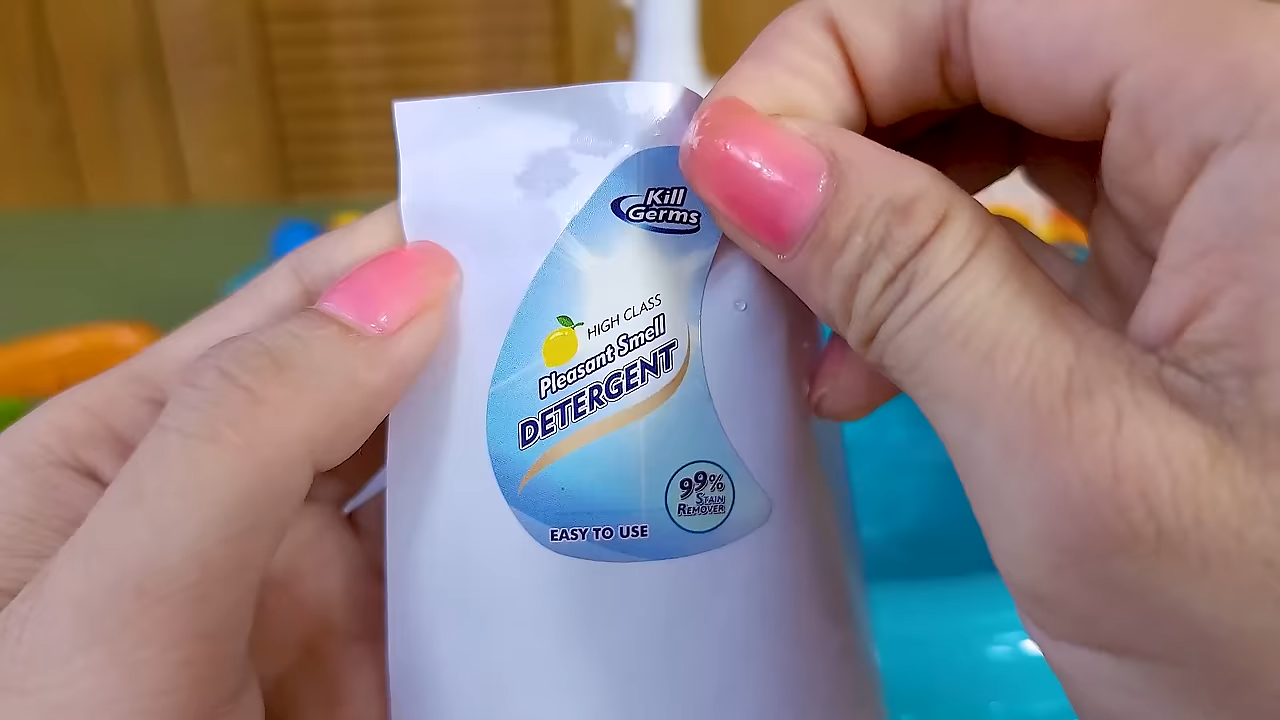 Kill
Germs
HIGH CLASS
Pleasant Smell
DETERGENT
99%
STAIN
REMOVER
EASY TO USE